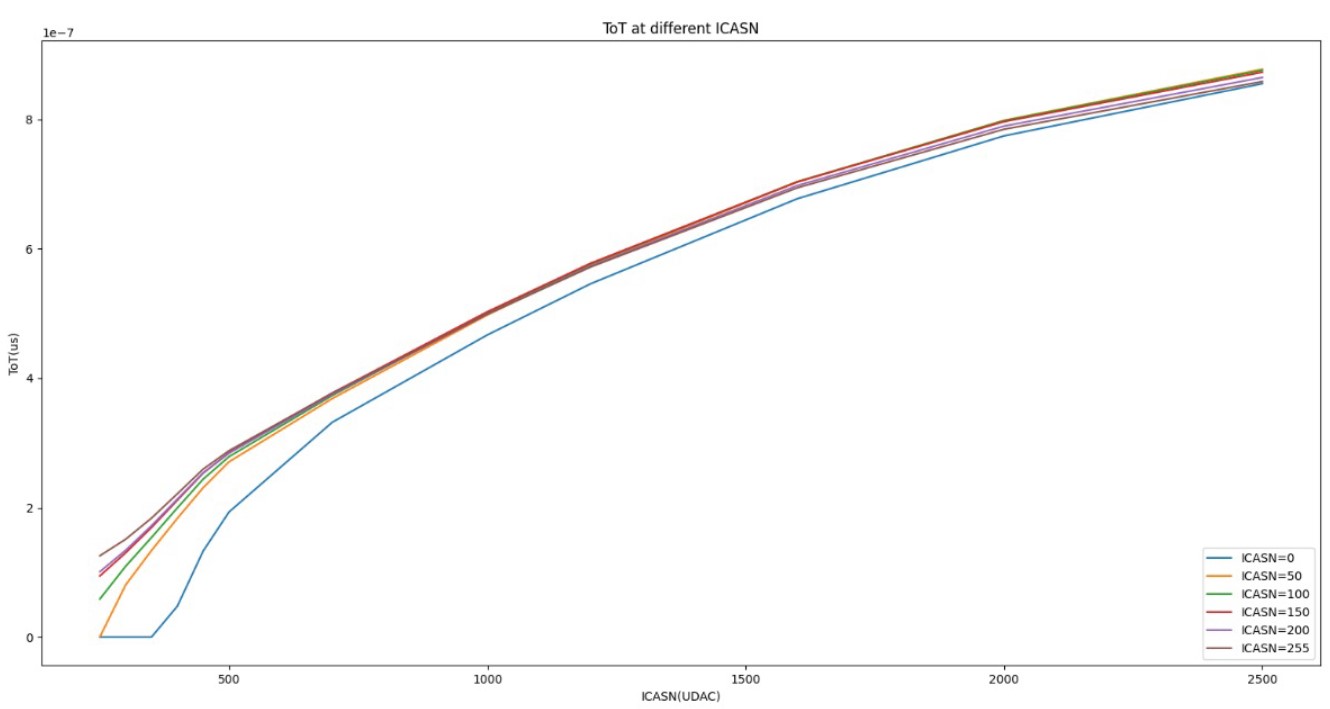 ToT at different ICASN
1e−7
8
6
4
2
0
ToT(us)
500
1000
1500
2000
2500
ICASN(UDAC)
ICASN=0
ICASN=50
ICASN=100
ICASN=150
ICASN=200
ICASN=255